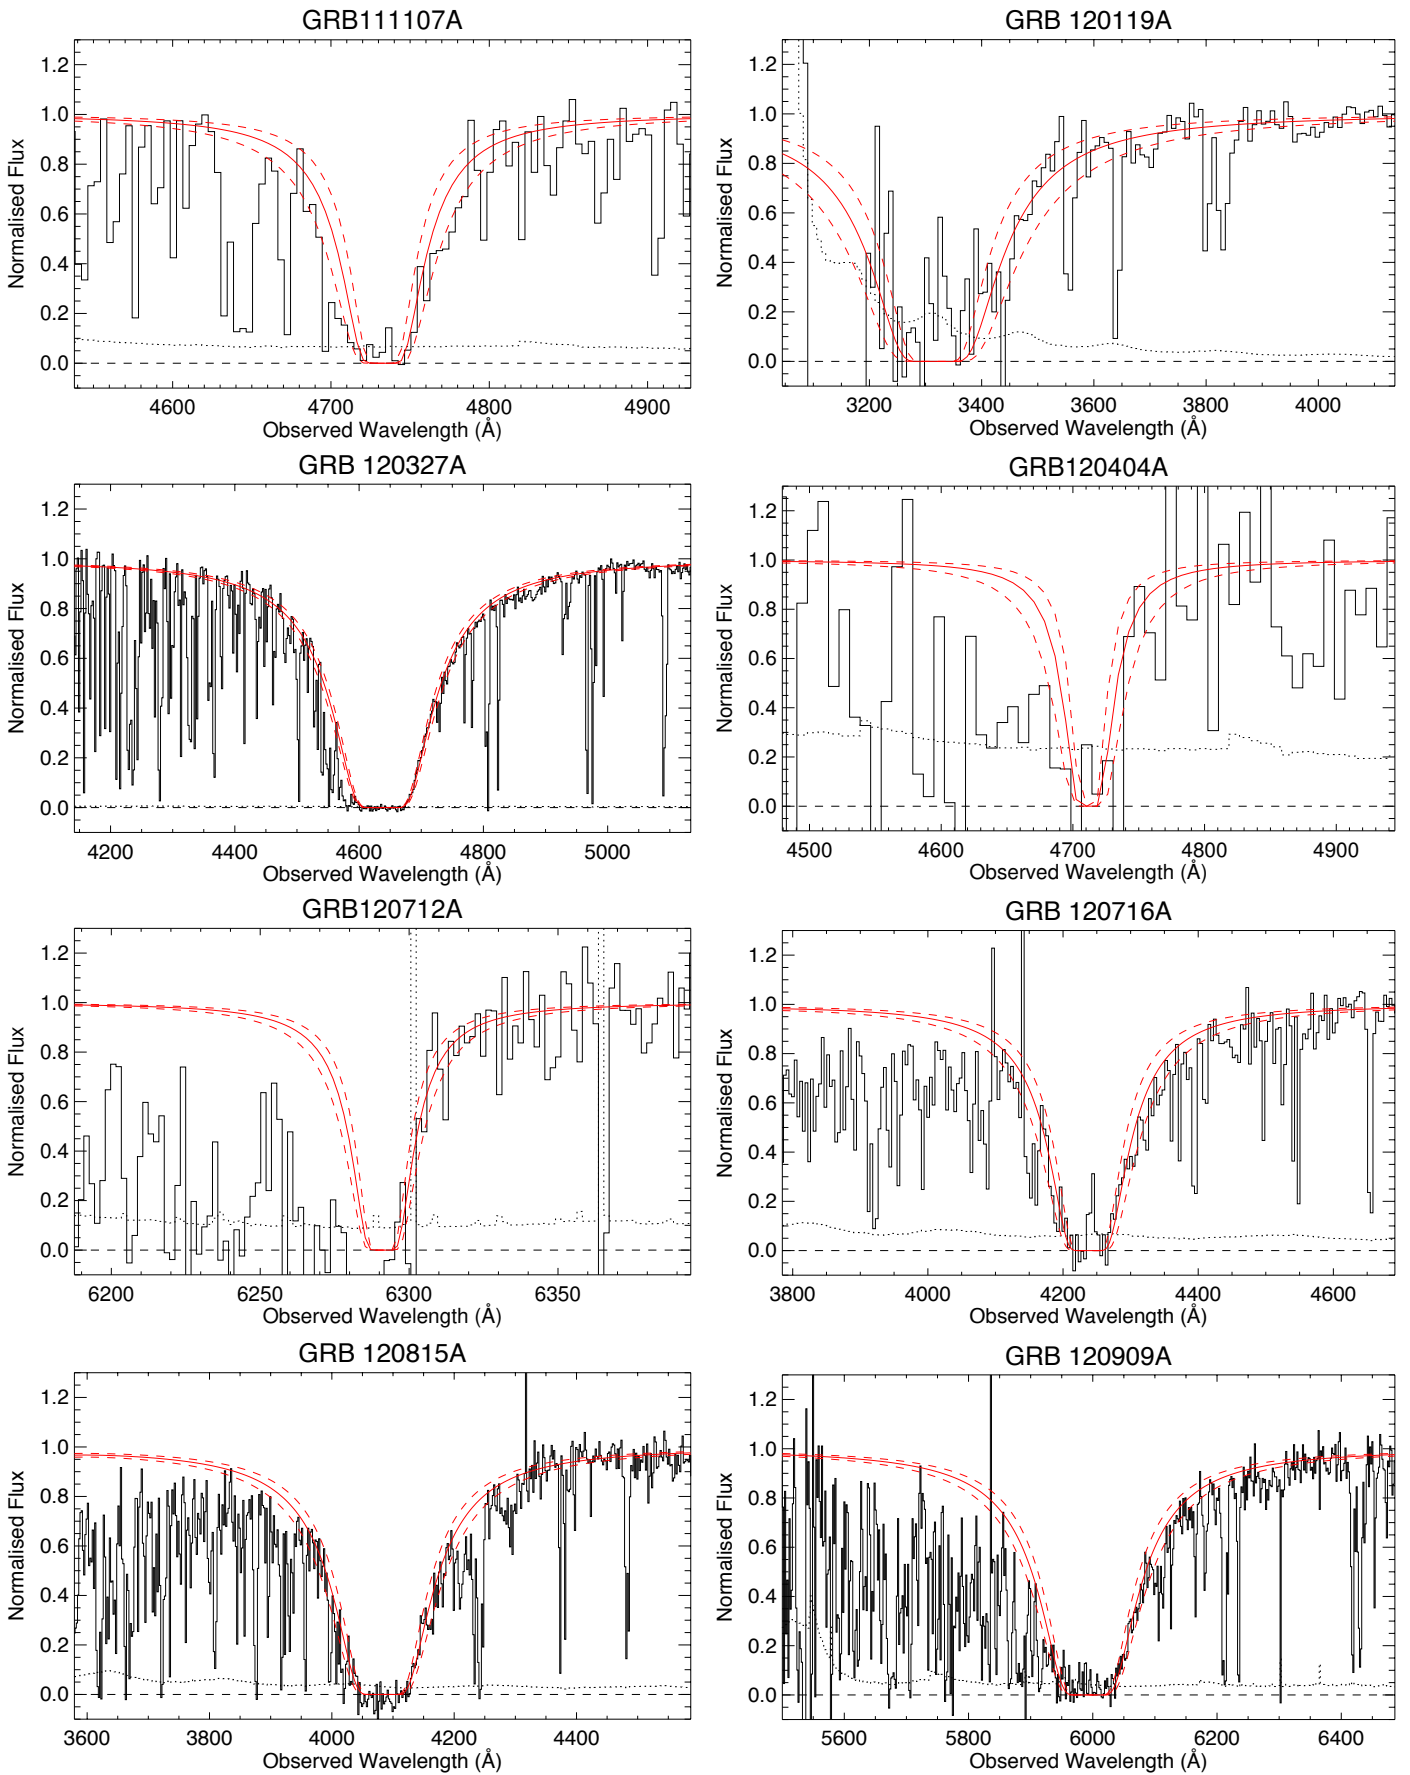 GRB111107A
1.2
1.0
0.8
0.6
0.4
0.2
0.0
Normalised Flux
4600 4700 4800 4900
Observed Wavelength (Å)
GRB 120119A
1.2
1.0
0.8
0.6
0.4
0.2
0.0
Normalised Flux
3200 3400 3600 3800 4000
Observed Wavelength (Å)
GRB 120327A
1.2
1.0
0.8
0.6
0.4
0.2
0.0
Normalised Flux
4200 4400 4600 4800 5000
Observed Wavelength (Å)
GRB120404A
1.2
1.0
0.8
0.6
0.4
0.2
0.0
Normalised Flux
4500 4600 4700 4800 4900
Observed Wavelength (Å)
GRB120712A
1.2
1.0
0.8
0.6
0.4
0.2
0.0
Normalised Flux
6200 6250 6300 6350
Observed Wavelength (Å)
GRB 120716A
1.2
1.0
0.8
0.6
0.4
0.2
0.0
Normalised Flux
3800 4000 4200 4400 4600
Observed Wavelength (Å)
GRB 120815A
1.2
1.0
0.8
0.6
0.4
0.2
0.0
Normalised Flux
3600 3800 4000 4200 4400
Observed Wavelength (Å)
GRB 120909A
1.2
1.0
0.8
0.6
0.4
0.2
0.0
Normalised Flux
5600 5800 6000 6200 6400
Observed Wavelength (Å)